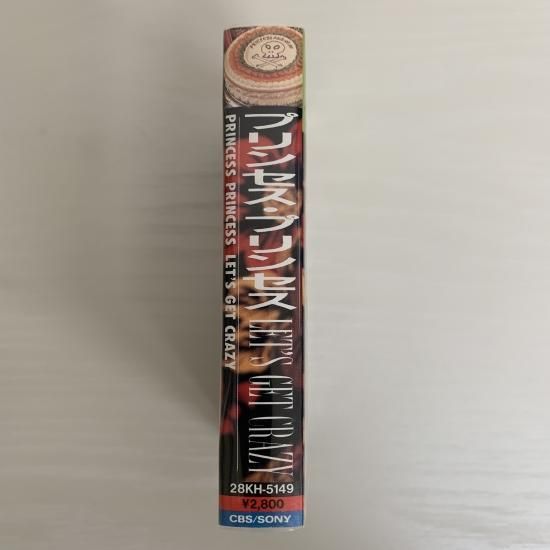 プリンセス・プリンセス LET'S GET CRAZY
PRINCESS PRINCESS LET'S GET CRAZY
28KH-5149
¥2,800
CBS/SONY